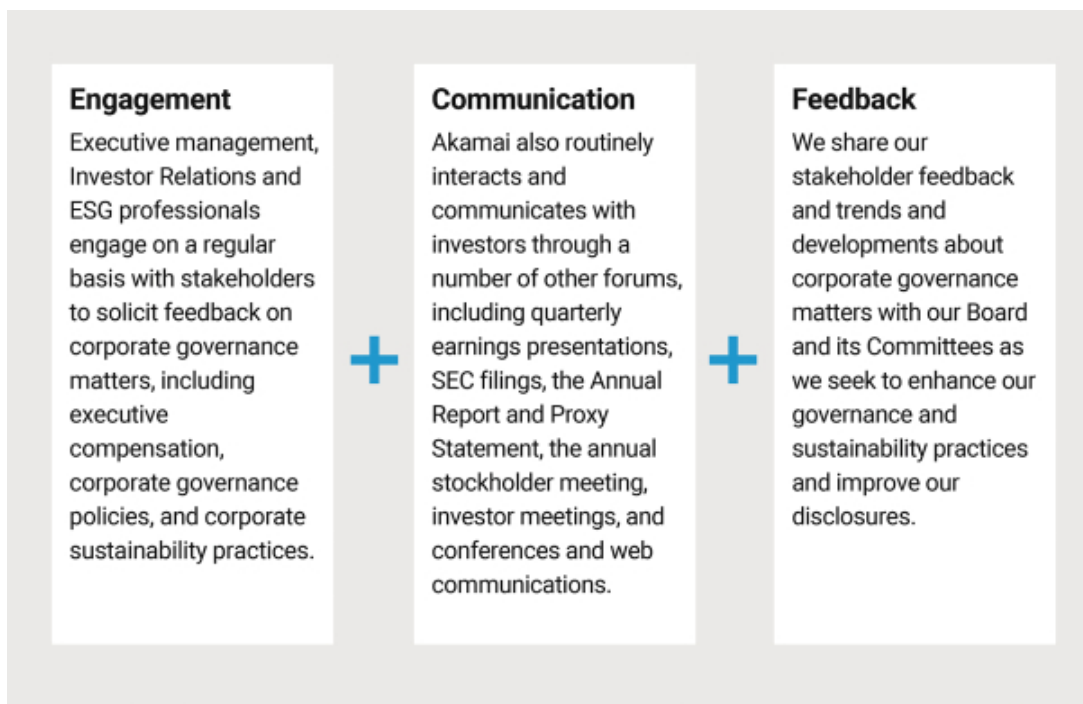 Engagement
Executive management,
Investor Relations and
ESG professionals
engage on a regular
basis with stakeholders
to solicit feedback on
corporate governance
matters, including
executive
compensation,
corporate governance
policies, and corporate
sustainability practices.
+
Communication
Akamai also routinely
interacts and
communicates with
investors through a
number of other forums,
including quarterly
earnings presentations,
SEC filings, the Annual
Report and Proxy
Statement, the annual
stockholder meeting,
investor meetings, and
conferences and web
communications.
+
Feedback
We share our
stakeholder feedback
and trends and
developments about
corporate governance
matters with our Board
and its Committees as
we seek to enhance our
governance and
sustainability practices
and improve our
disclosures.